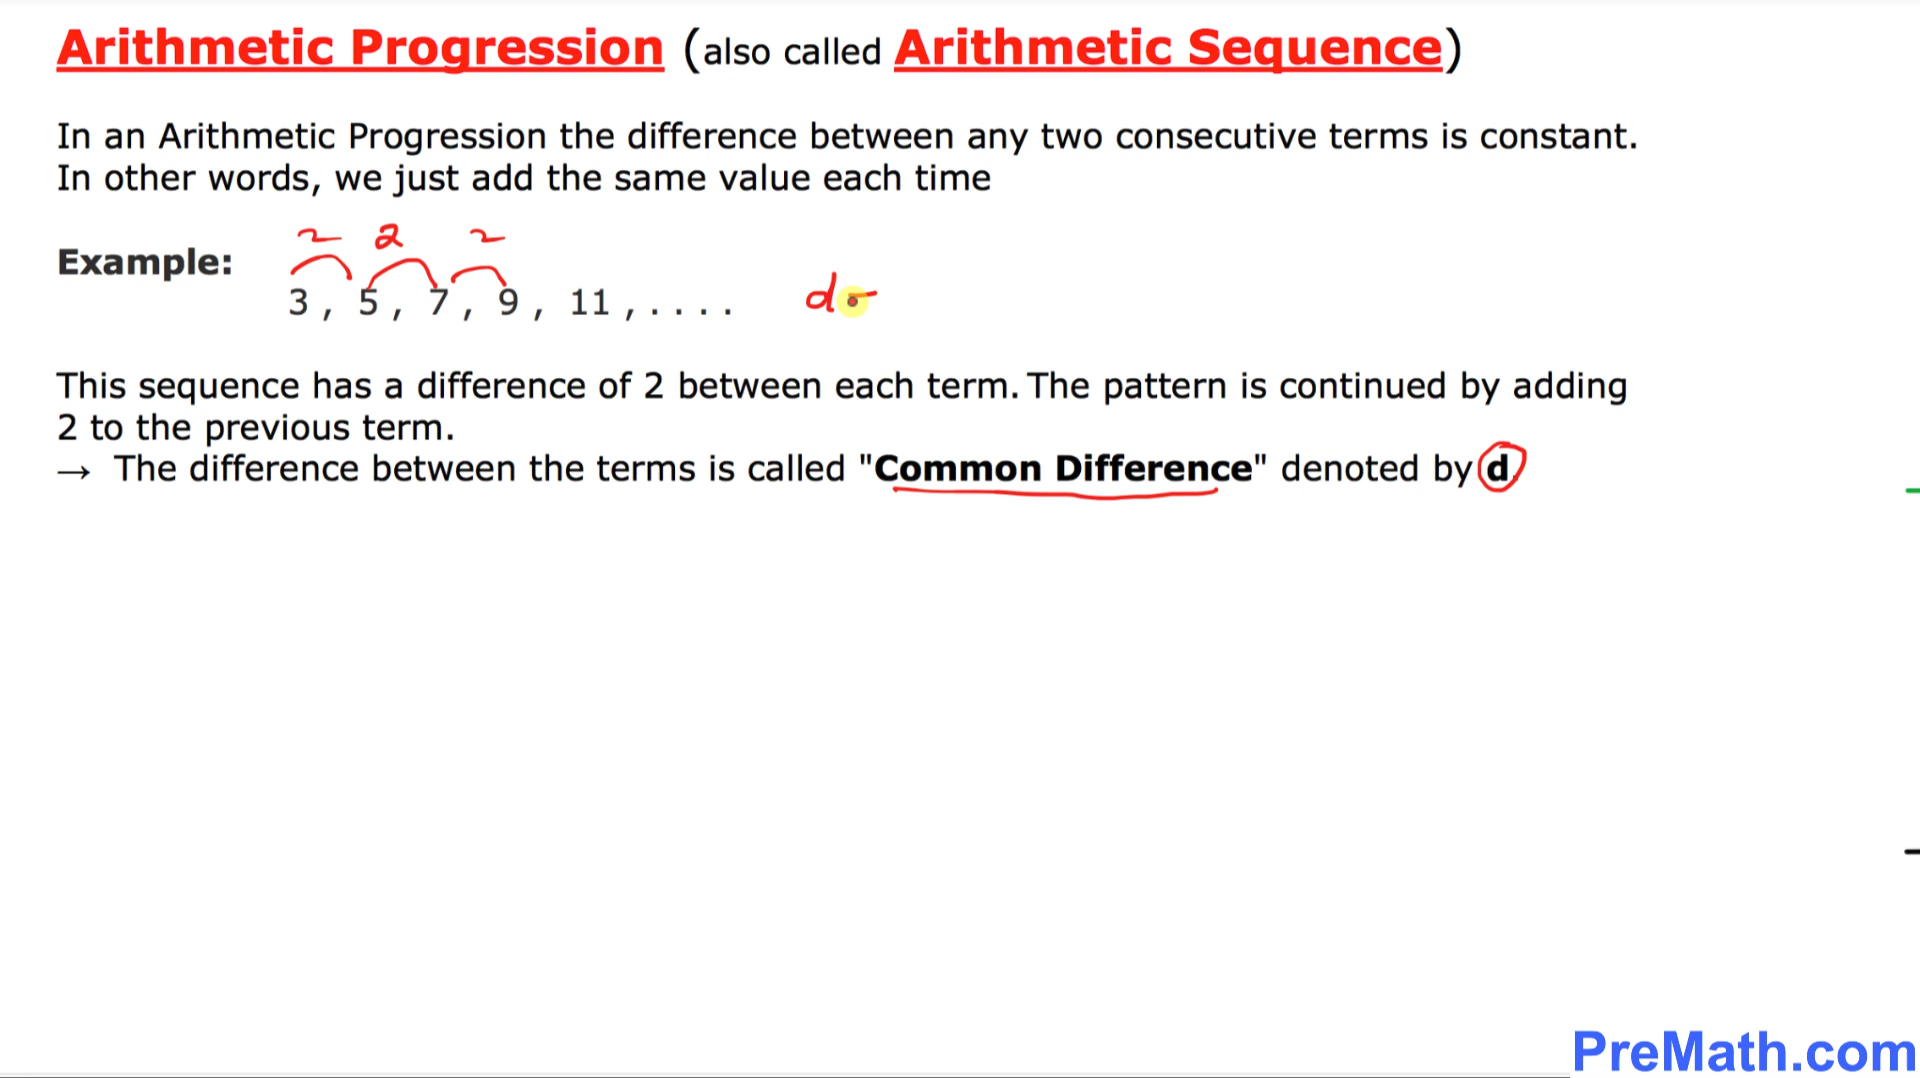 Arithmetic Progression (also called Arithmetic Sequence)
In an Arithmetic Progression the difference between any two consecutive terms is constant.
In other words, we just add the same value each time
2 2 2
Example:
3 , 5 , 7 , 9 , 11 , . . . . d
This sequence has a difference of 2 between each term. The pattern is continued by adding
2 to the previous term.
→ The difference between the terms is called "Common Difference" denoted by d
PreMath.com